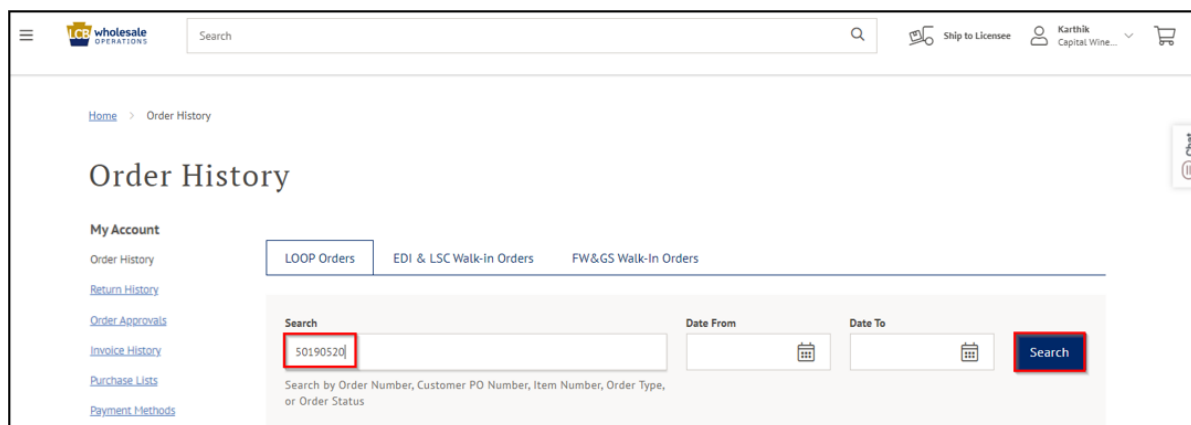 LCB wholesale
OPERATIONS
Search
Ship to Licensee
Karthik
Capital Wine...
Home > Order History
Chat
Order History
My Account
Order History
Return History
Order Approvals
Invoice History
Purchase Lists
Payment Methods
LOOP Orders
EDI & LSC Walk-in Orders
FW&GS Walk-In Orders
Search
50190520
Search by Order Number, Customer PO Number, Item Number, Order Type,
or Order Status
Date From
Date To
Search